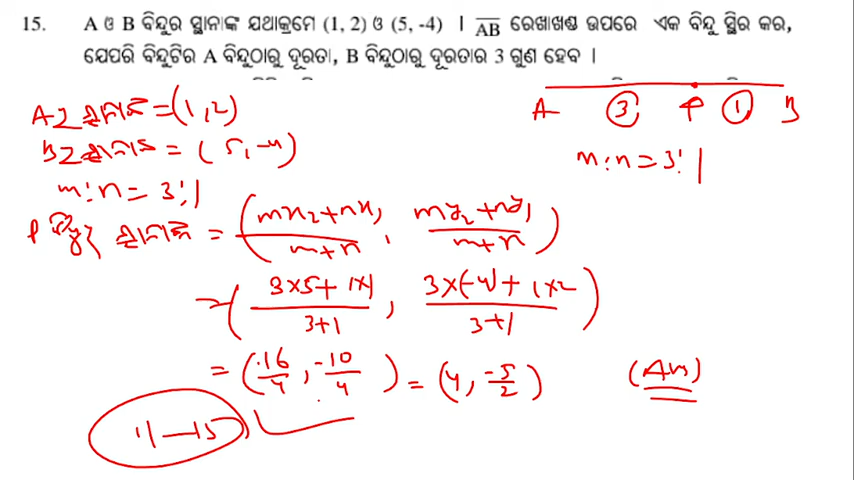 15. A ଓ B ବିନ୍ଦୁର ସ୍ଥାନାଙ୍କ ଯଥାକ୍ରମେ (1, 2) ଓ (5, -4) । AB ରେଖାଖଣ୍ଡ ଉପରେ ଏକ ବିନ୍ଦୁ ସ୍ଥିର କର,
ଯେପରି ବିନ୍ଦୁଟିର A ବିନ୍ଦୁଠାରୁ ଦୂରତା, B ବିନ୍ଦୁଠାରୁ ଦୂରତାର 3 ଗୁଣ ହେବ ।
A ③ P ① B
Aର ସ୍ଥାନାଙ୍କ = (1, 2)
Bର ସ୍ଥାନାଙ୍କ = (5, -4)
m:n = 3:1
m:n = 3:1
P ବିନ୍ଦୁର ସ୍ଥାନାଙ୍କ = (mx₂+nx₁/m+n, my₂+ny₁/m+n)
= (3×5+1×1/3+1, 3×(-4)+1×2/3+1)
= (16/4, -10/4) = (4, -5/2) (Ans)
11-15